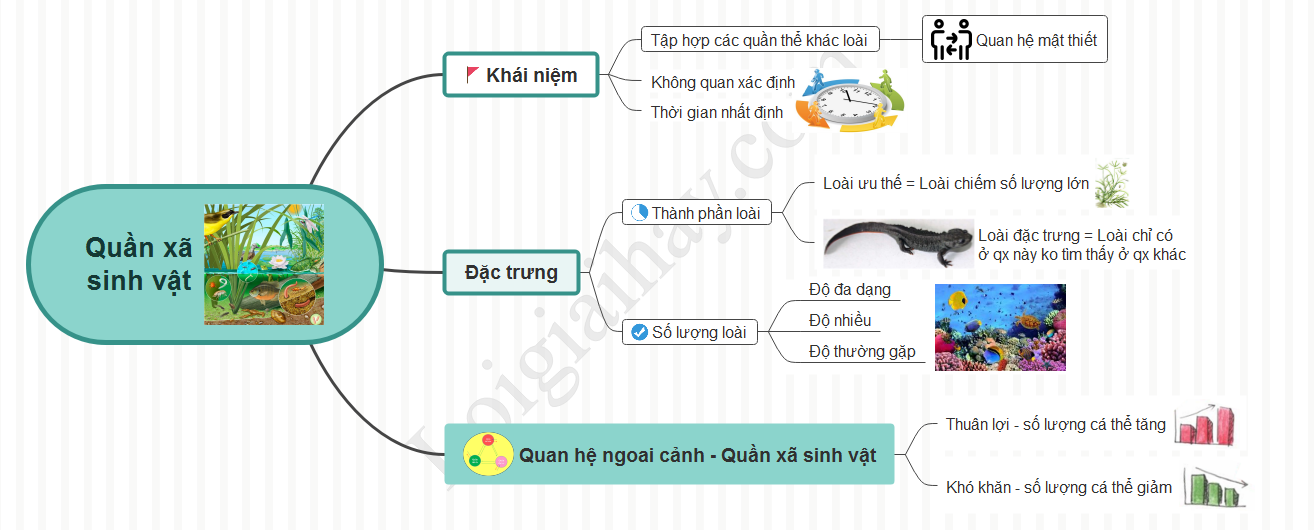 Quần xã
sinh vật
Khái niệm
Tập hợp các quần thể khác loài
Quan hệ mật thiết
Không quan xác định
Thời gian nhất định
Đặc trưng
Thành phần loài
Loài ưu thế = Loài chiếm số lượng lớn
Loài đặc trưng = Loài chỉ có
ở qx này ko tìm thấy ở qx khác
Số lượng loài
Độ đa dạng
Độ nhiều
Độ thường gặp
Quan hệ ngoai cảnh - Quần xã sinh vật
Thuân lợi - số lượng cá thể tăng
Khó khăn - số lượng cá thể giảm
Loigiaihay.com